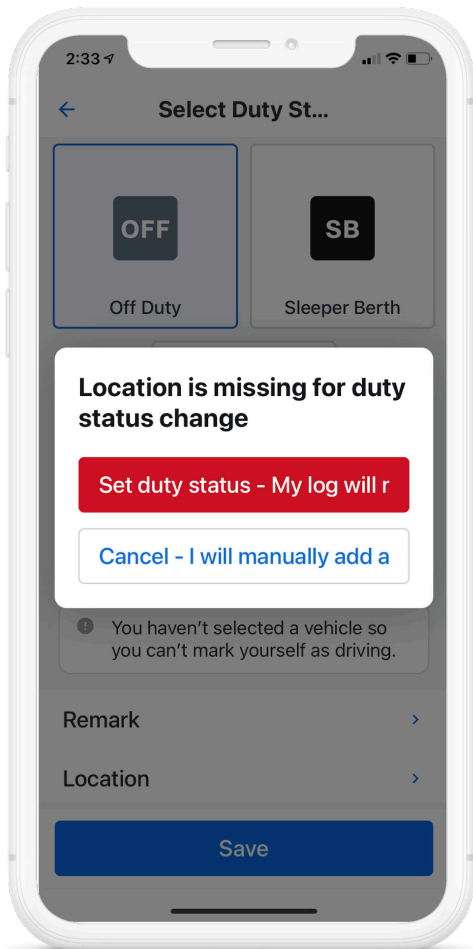 2:33
Select Duty St...
OFF
SB
Off Duty
Sleeper Berth
Location is missing for duty
status change
Set duty status - My log will r
Cancel - I will manually add a
You haven't selected a vehicle so
you can't mark yourself as driving.
Remark
Location
Save